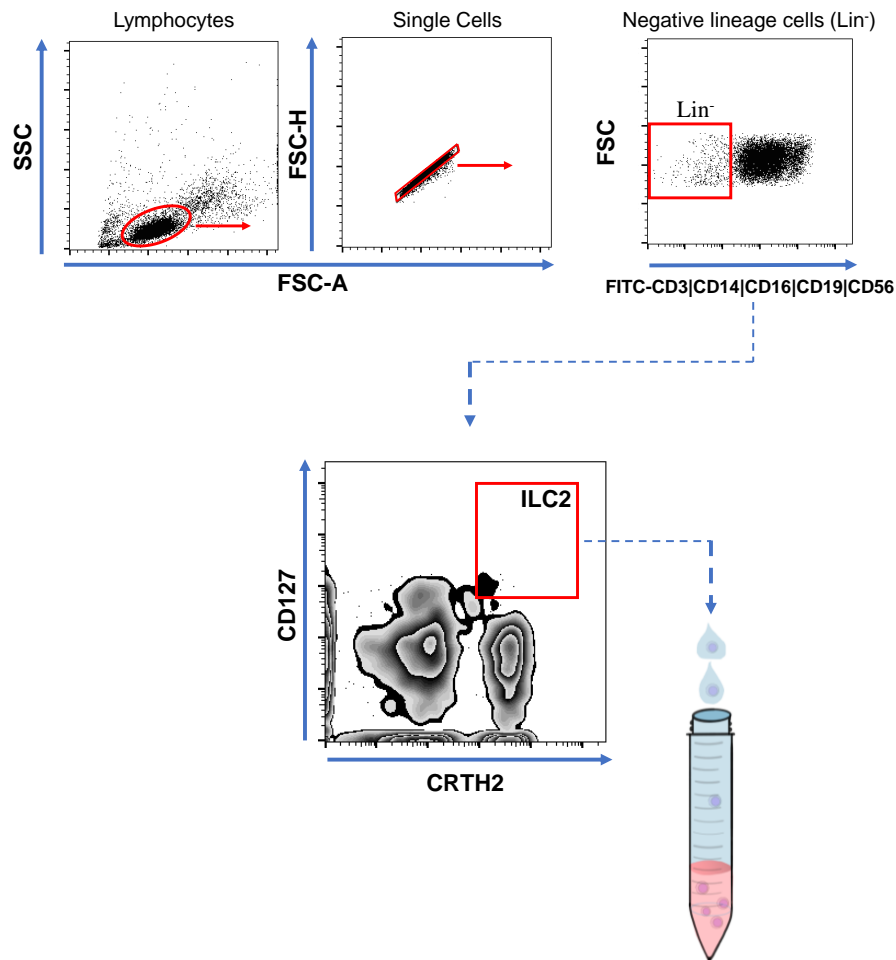 Lymphocytes
Single Cells
Negative lineage cells (Lin⁻)
SSC
FSC-H
FSC
Lin⁻
FSC-A
FITC-CD3|CD14|CD16|CD19|CD56
ILC2
CD127
CRTH2